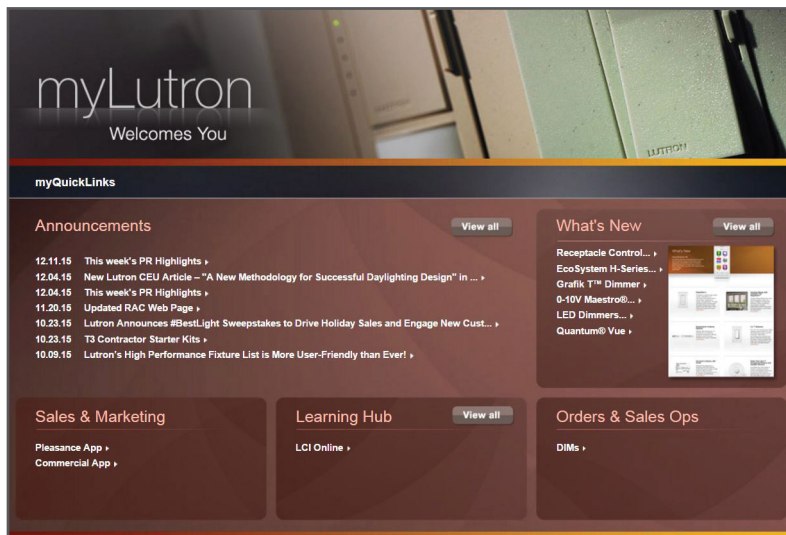 myLutron
Welcomes You
LUTRON
myQuickLinks
Announcements
View all
12.11.15 This week's PR Highlights
12.04.15 New Lutron CEU Article – "A New Methodology for Successful Daylighting Design" in ...
12.04.15 This week's PR Highlights
11.20.15 Updated RAC Web Page
10.23.15 Lutron Announces #BestLight Sweepstakes to Drive Holiday Sales and Engage New Cust...
10.23.15 T3 Contractor Starter Kits
10.09.15 Lutron's High Performance Fixture List is More User-Friendly than Ever!
What's New
View all
Receptacle Control...
EcoSystem H-Series...
Grafik T™ Dimmer
0-10V Maestro®...
LED Dimmers...
Quantum® Vue
Sales & Marketing
Pleasance App
Commercial App
Learning Hub
View all
LCI Online
Orders & Sales Ops
DIMs